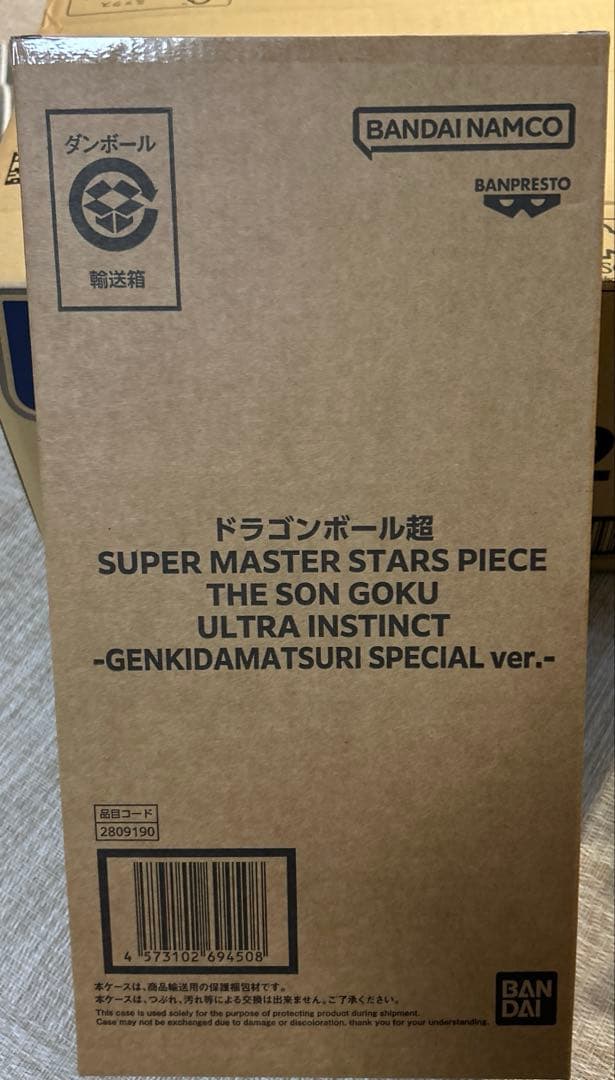 ダンボール
輸送箱
BANDAI NAMCO
BANPRESTO
ドラゴンボール超
SUPER MASTER STARS PIECE
THE SON GOKU
ULTRA INSTINCT
-GENKIDAMATSURI SPECIAL ver.-
品目コード
2809190
4 573102 694508
本ケースは、商品輸送用の保護梱包材です。
本ケースは、つぶれ、汚れ等による交換は出来ません。ご了承ください。
This case is used solely for the purpose of protecting product during shipment.
Case may not be exchanged due to damage or discoloration, thank you for your understanding.
BAN
DAI